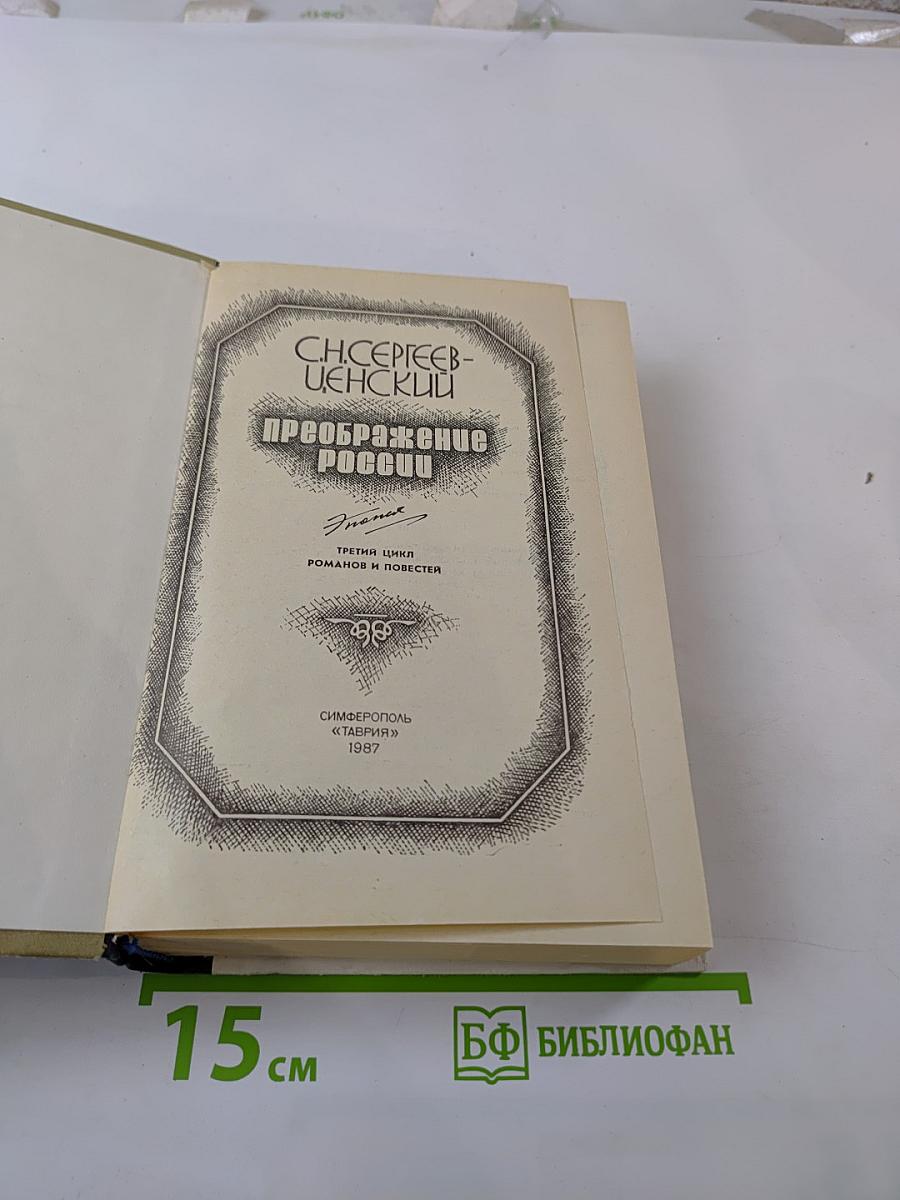 С.Н.СЕРГЕЕВ-
ЦЕНСКИЙ
ПРЕОБРАЖЕНИЕ
РОССИИ
Эпопея
ТРЕТИЙ ЦИКЛ
РОМАНОВ И ПОВЕСТЕЙ
СИМФЕРОПОЛЬ
«ТАВРИЯ»
1987
15 см
БФ БИБЛИОФАН